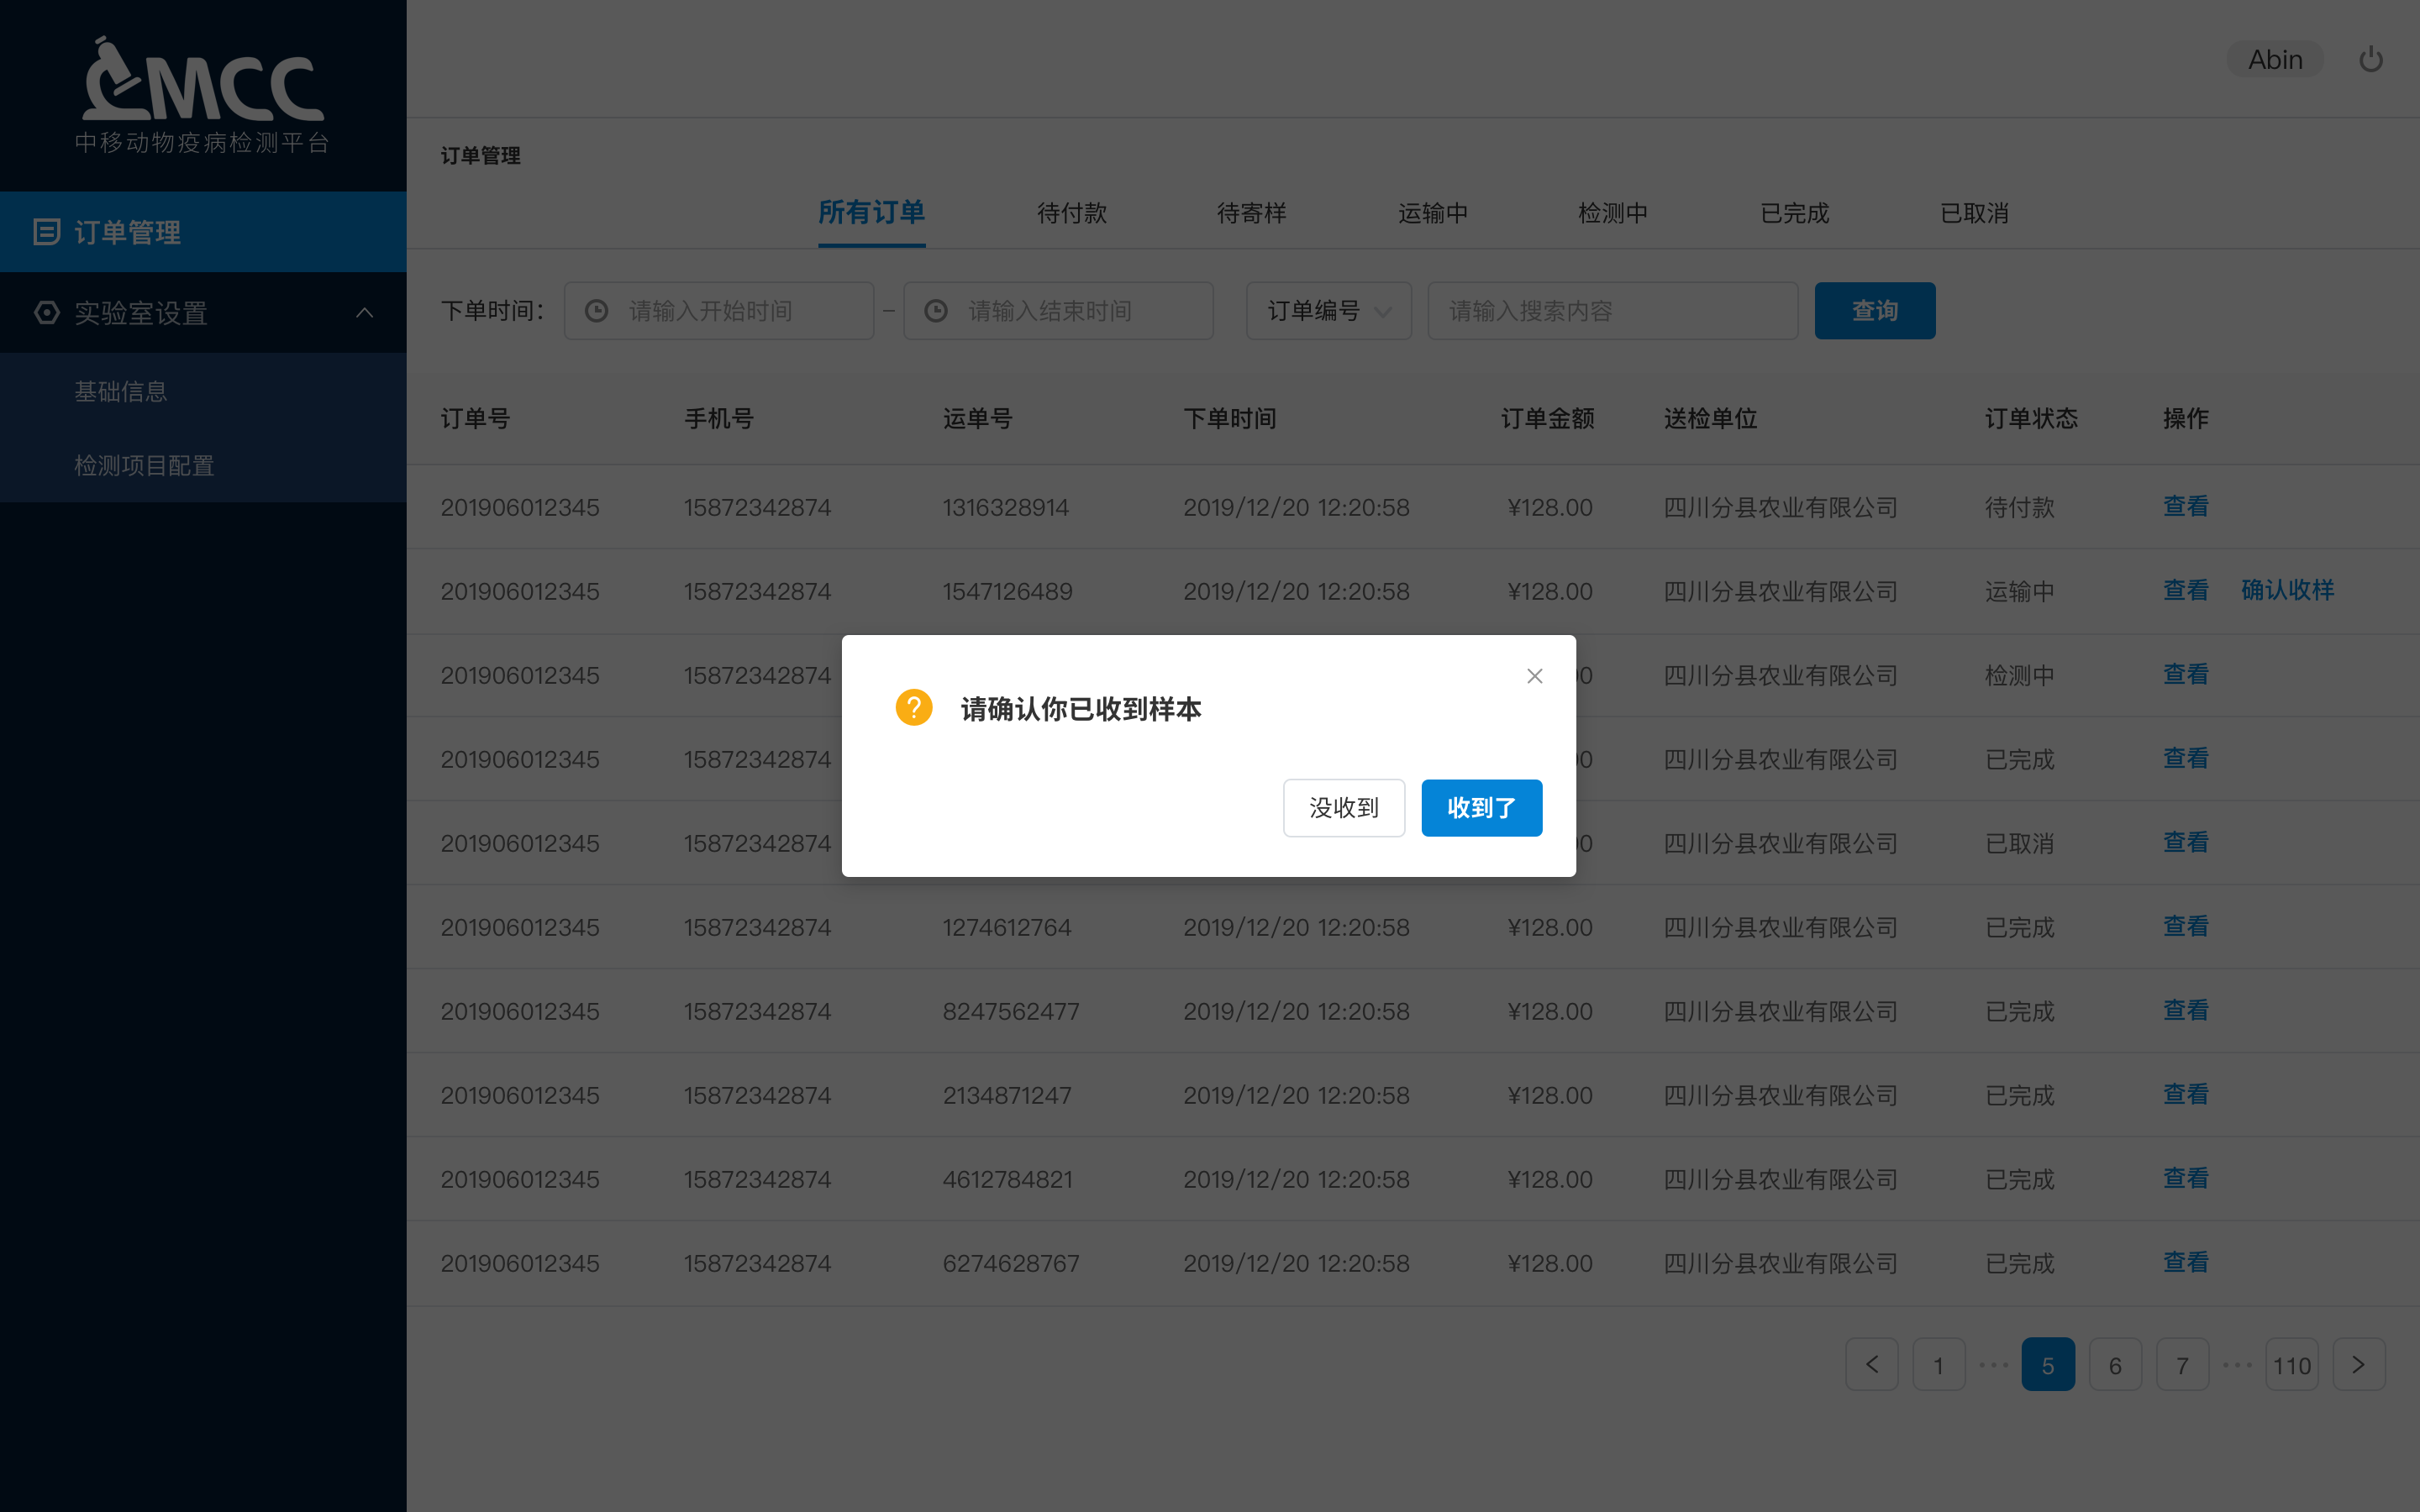 MCC
中移动物疫病检测平台
Abin
订单管理
实验室设置
基础信息
检测项目配置
订单管理
所有订单 待付款 待寄样 运输中 检测中 已完成 已取消
下单时间： 请输入开始时间 – 请输入结束时间 订单编号 请输入搜索内容 查询
订单号 手机号 运单号 下单时间 订单金额 送检单位 订单状态 操作
201906012345 15872342874 1316328914 2019/12/20 12:20:58 ¥128.00 四川分县农业有限公司 待付款 查看
201906012345 15872342874 1547126489 2019/12/20 12:20:58 ¥128.00 四川分县农业有限公司 运输中 查看 确认收样
201906012345 15872342874 四川分县农业有限公司 检测中 查看
201906012345 15872342874 四川分县农业有限公司 已完成 查看
201906012345 15872342874 四川分县农业有限公司 已取消 查看
请确认你已收到样本
没收到 收到了
201906012345 15872342874 1274612764 2019/12/20 12:20:58 ¥128.00 四川分县农业有限公司 已完成 查看
201906012345 15872342874 8247562477 2019/12/20 12:20:58 ¥128.00 四川分县农业有限公司 已完成 查看
201906012345 15872342874 2134871247 2019/12/20 12:20:58 ¥128.00 四川分县农业有限公司 已完成 查看
201906012345 15872342874 4612784821 2019/12/20 12:20:58 ¥128.00 四川分县农业有限公司 已完成 查看
201906012345 15872342874 6274628767 2019/12/20 12:20:58 ¥128.00 四川分县农业有限公司 已完成 查看
< 1 ••• 5 6 7 ••• 110 >